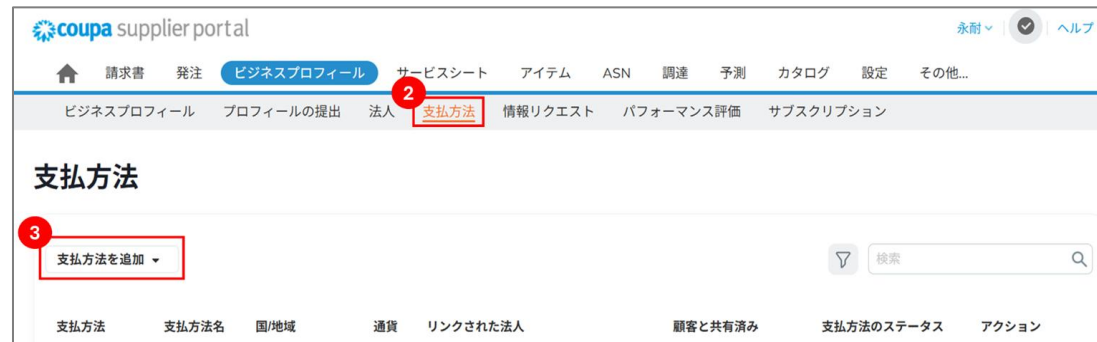 coupa supplier portal 永耐 ヘルプ
請求書 発注 ビジネスプロフィール サービスシート アイテム ASN 調達 予測 カタログ 設定 その他...
2
ビジネスプロフィール プロフィールの提出 法人 支払方法 情報リクエスト パフォーマンス評価 サブスクリプション
支払方法
3
支払方法を追加 検索
支払方法 支払方法名 国/地域 通貨 リンクされた法人 顧客と共有済み 支払方法のステータス アクション